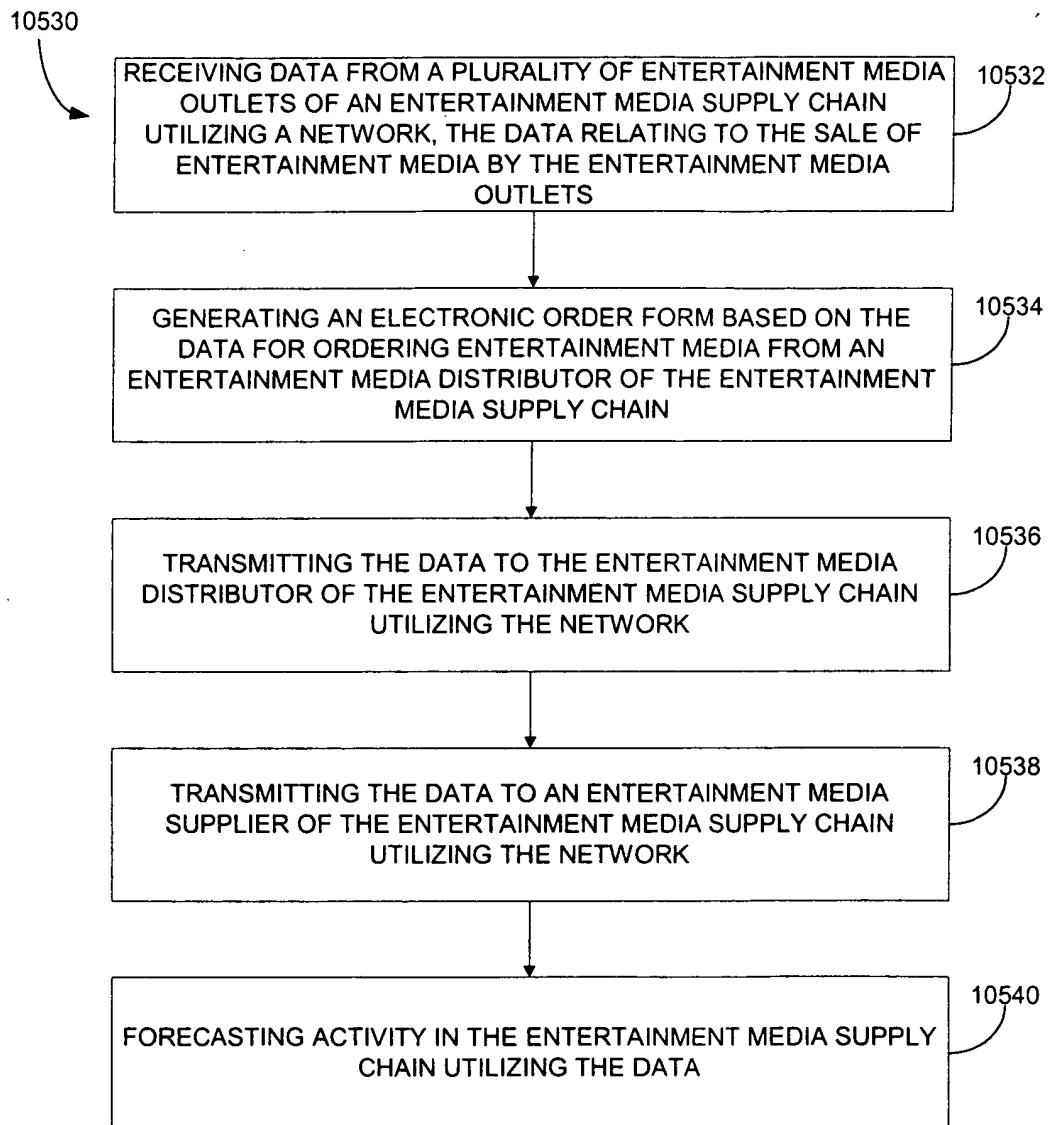 10530
RECEIVING DATA FROM A PLURALITY OF ENTERTAINMENT MEDIA
OUTLETS OF AN ENTERTAINMENT MEDIA SUPPLY CHAIN
UTILIZING A NETWORK, THE DATA RELATING TO THE SALE OF
ENTERTAINMENT MEDIA BY THE ENTERTAINMENT MEDIA
OUTLETS
10532
GENERATING AN ELECTRONIC ORDER FORM BASED ON THE
DATA FOR ORDERING ENTERTAINMENT MEDIA FROM AN
ENTERTAINMENT MEDIA DISTRIBUTOR OF THE ENTERTAINMENT
MEDIA SUPPLY CHAIN
10534
TRANSMITTING THE DATA TO THE ENTERTAINMENT MEDIA
DISTRIBUTOR OF THE ENTERTAINMENT MEDIA SUPPLY CHAIN
UTILIZING THE NETWORK
10536
TRANSMITTING THE DATA TO AN ENTERTAINMENT MEDIA
SUPPLIER OF THE ENTERTAINMENT MEDIA SUPPLY CHAIN
UTILIZING THE NETWORK
10538
FORECASTING ACTIVITY IN THE ENTERTAINMENT MEDIA SUPPLY
CHAIN UTILIZING THE DATA
10540